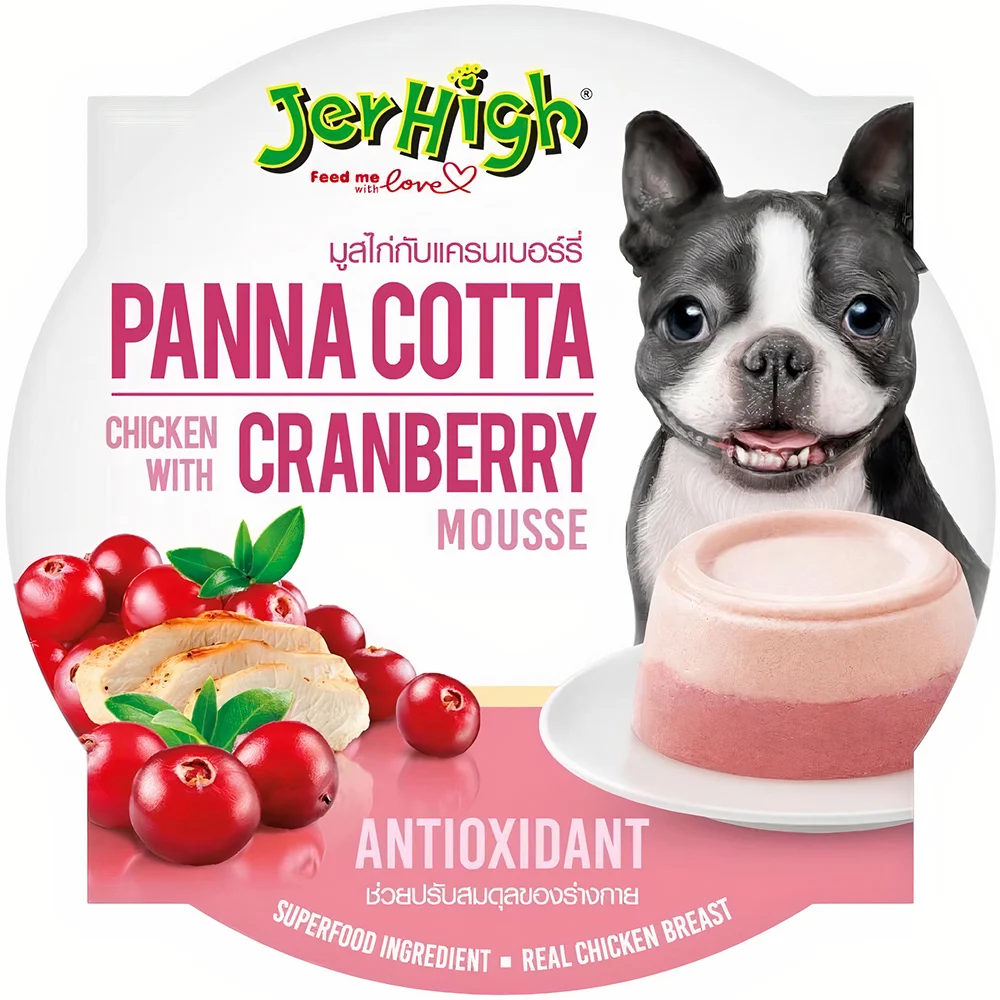 JerHigh®
feed me
with love
มูสไก่กับแครนเบอร์รี่
PANNA COTTA
CHICKEN
WITH
CRANBERRY
MOUSSE
ANTIOXIDANT
ช่วยปรับสมดุลของร่างกาย
SUPERFOOD INGREDIENT ▪ REAL CHICKEN BREAST